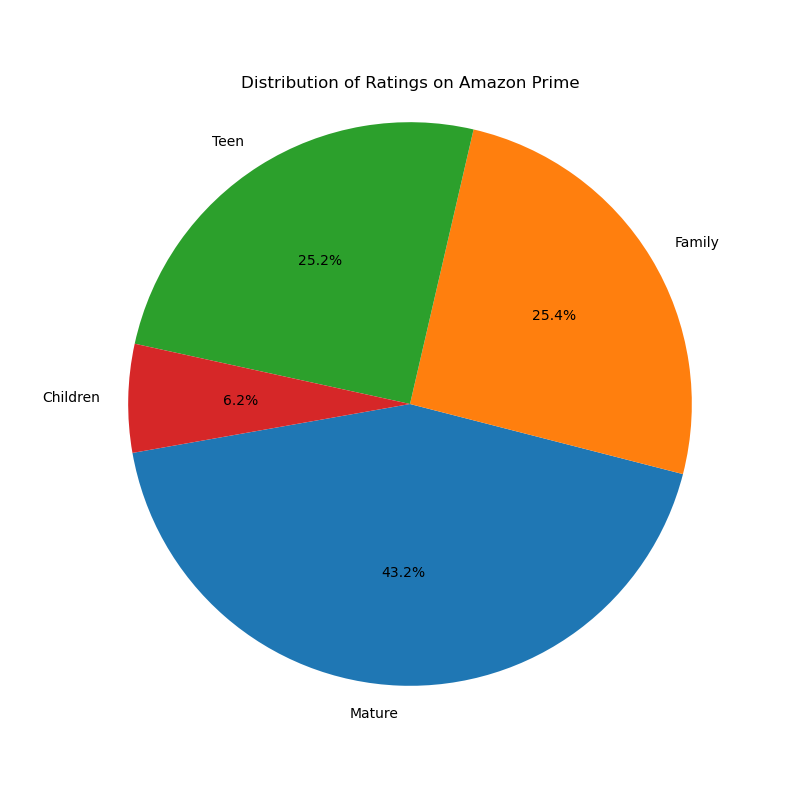 Distribution of Ratings on Amazon Prime
Teen
Family
25.2%
25.4%
Children
6.2%
43.2%
Mature